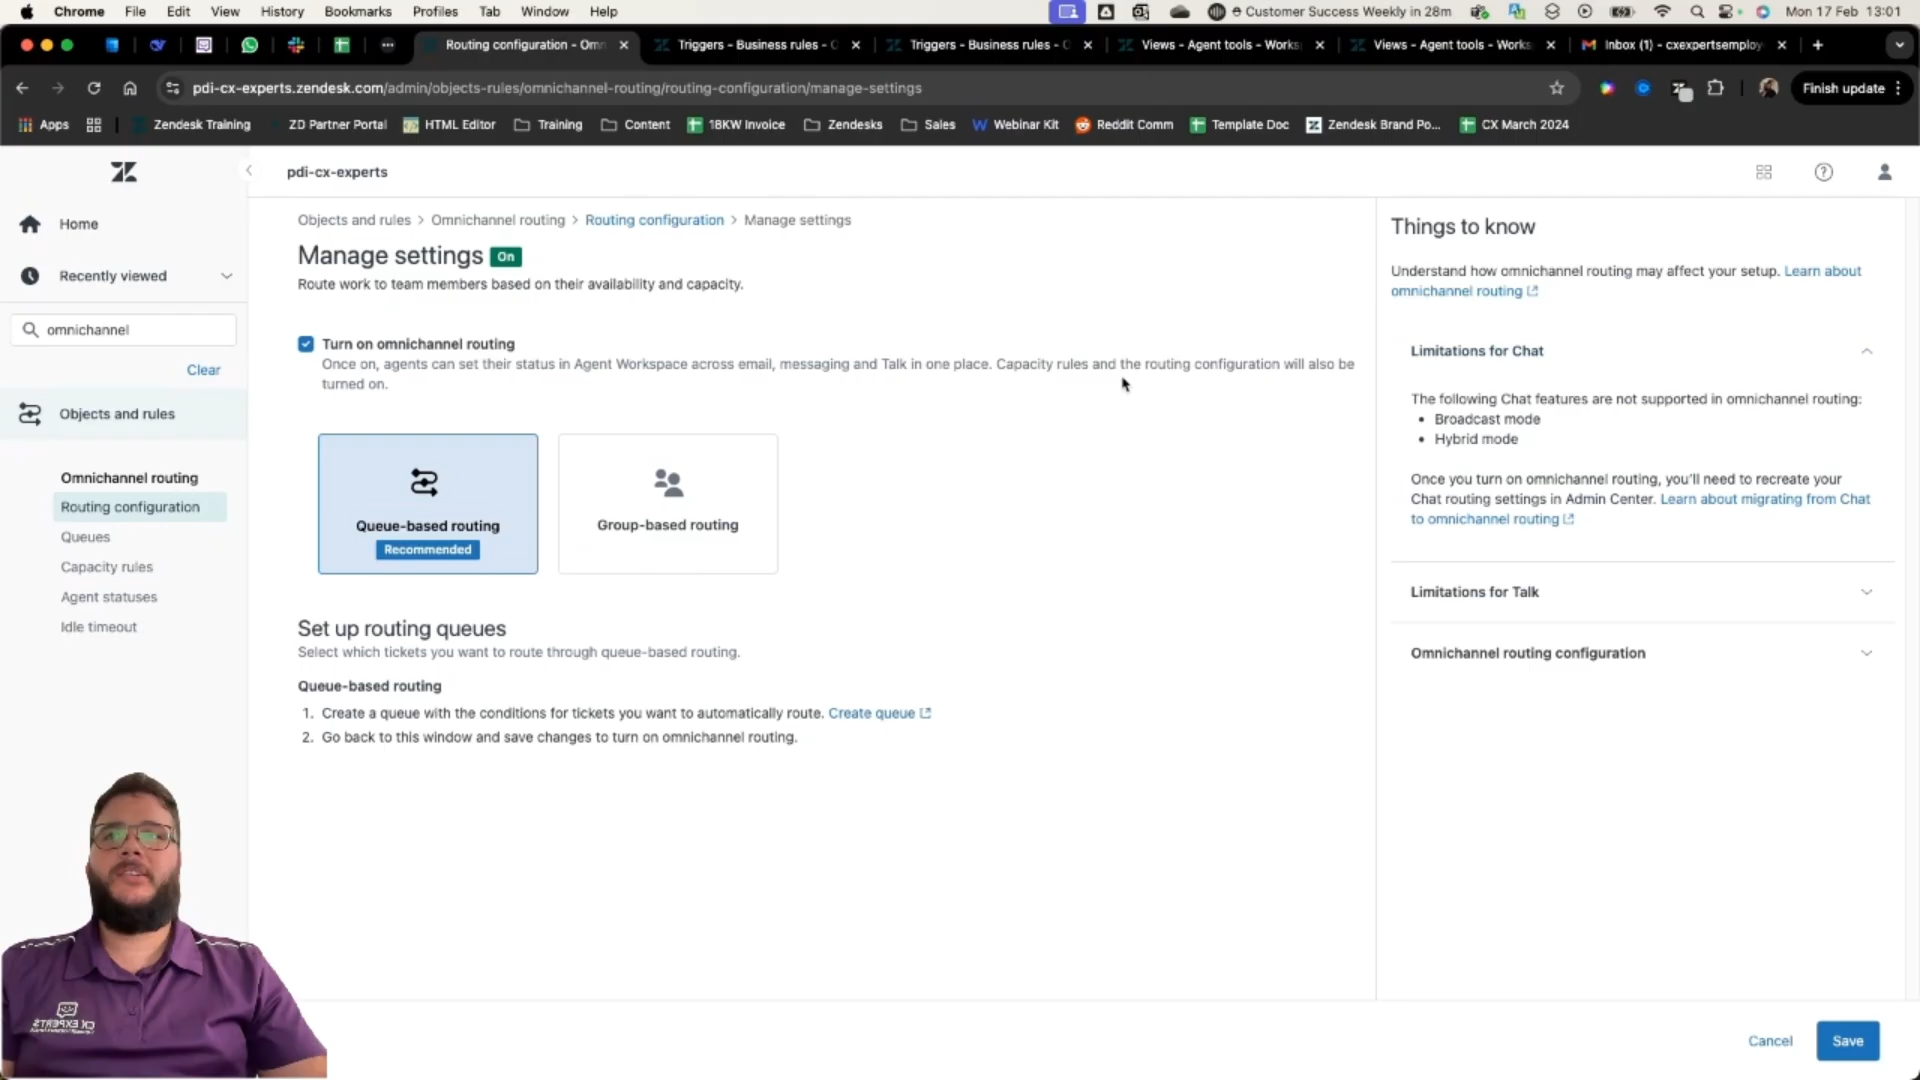 Chrome File Edit View History Bookmarks Profiles Tab Window Help
Customer Success Weekly in 28m
Mon 17 Feb 13:01
Routing configuration - Omn
Triggers - Business rules -
Triggers - Business rules -
Views - Agent tools - Works
Views - Agent tools - Works
Inbox (1) - cxexpertsemploy
pdi-cx-experts.zendesk.com/admin/objects-rules/omnichannel-routing/routing-configuration/manage-settings
Finish update
Apps Zendesk Training ZD Partner Portal HTML Editor Training Content 18KW Invoice Zendesks Sales Webinar Kit Reddit Comm Template Doc Zendesk Brand Po... CX March 2024
pdi-cx-experts
Home
Recently viewed
omnichannel
Clear
Objects and rules
Omnichannel routing
Routing configuration
Queues
Capacity rules
Agent statuses
Idle timeout
Objects and rules > Omnichannel routing > Routing configuration > Manage settings
Manage settings On
Route work to team members based on their availability and capacity.
Turn on omnichannel routing
Once on, agents can set their status in Agent Workspace across email, messaging and Talk in one place. Capacity rules and the routing configuration will also be
turned on.
Queue-based routing
Recommended
Group-based routing
Set up routing queues
Select which tickets you want to route through queue-based routing.
Queue-based routing
1. Create a queue with the conditions for tickets you want to automatically route. Create queue
2. Go back to this window and save changes to turn on omnichannel routing.
Things to know
Understand how omnichannel routing may affect your setup. Learn about
omnichannel routing
Limitations for Chat
The following Chat features are not supported in omnichannel routing:
• Broadcast mode
• Hybrid mode
Once you turn on omnichannel routing, you'll need to recreate your
Chat routing settings in Admin Center. Learn about migrating from Chat
to omnichannel routing
Limitations for Talk
Omnichannel routing configuration
Cancel
Save
CX EXPERTS